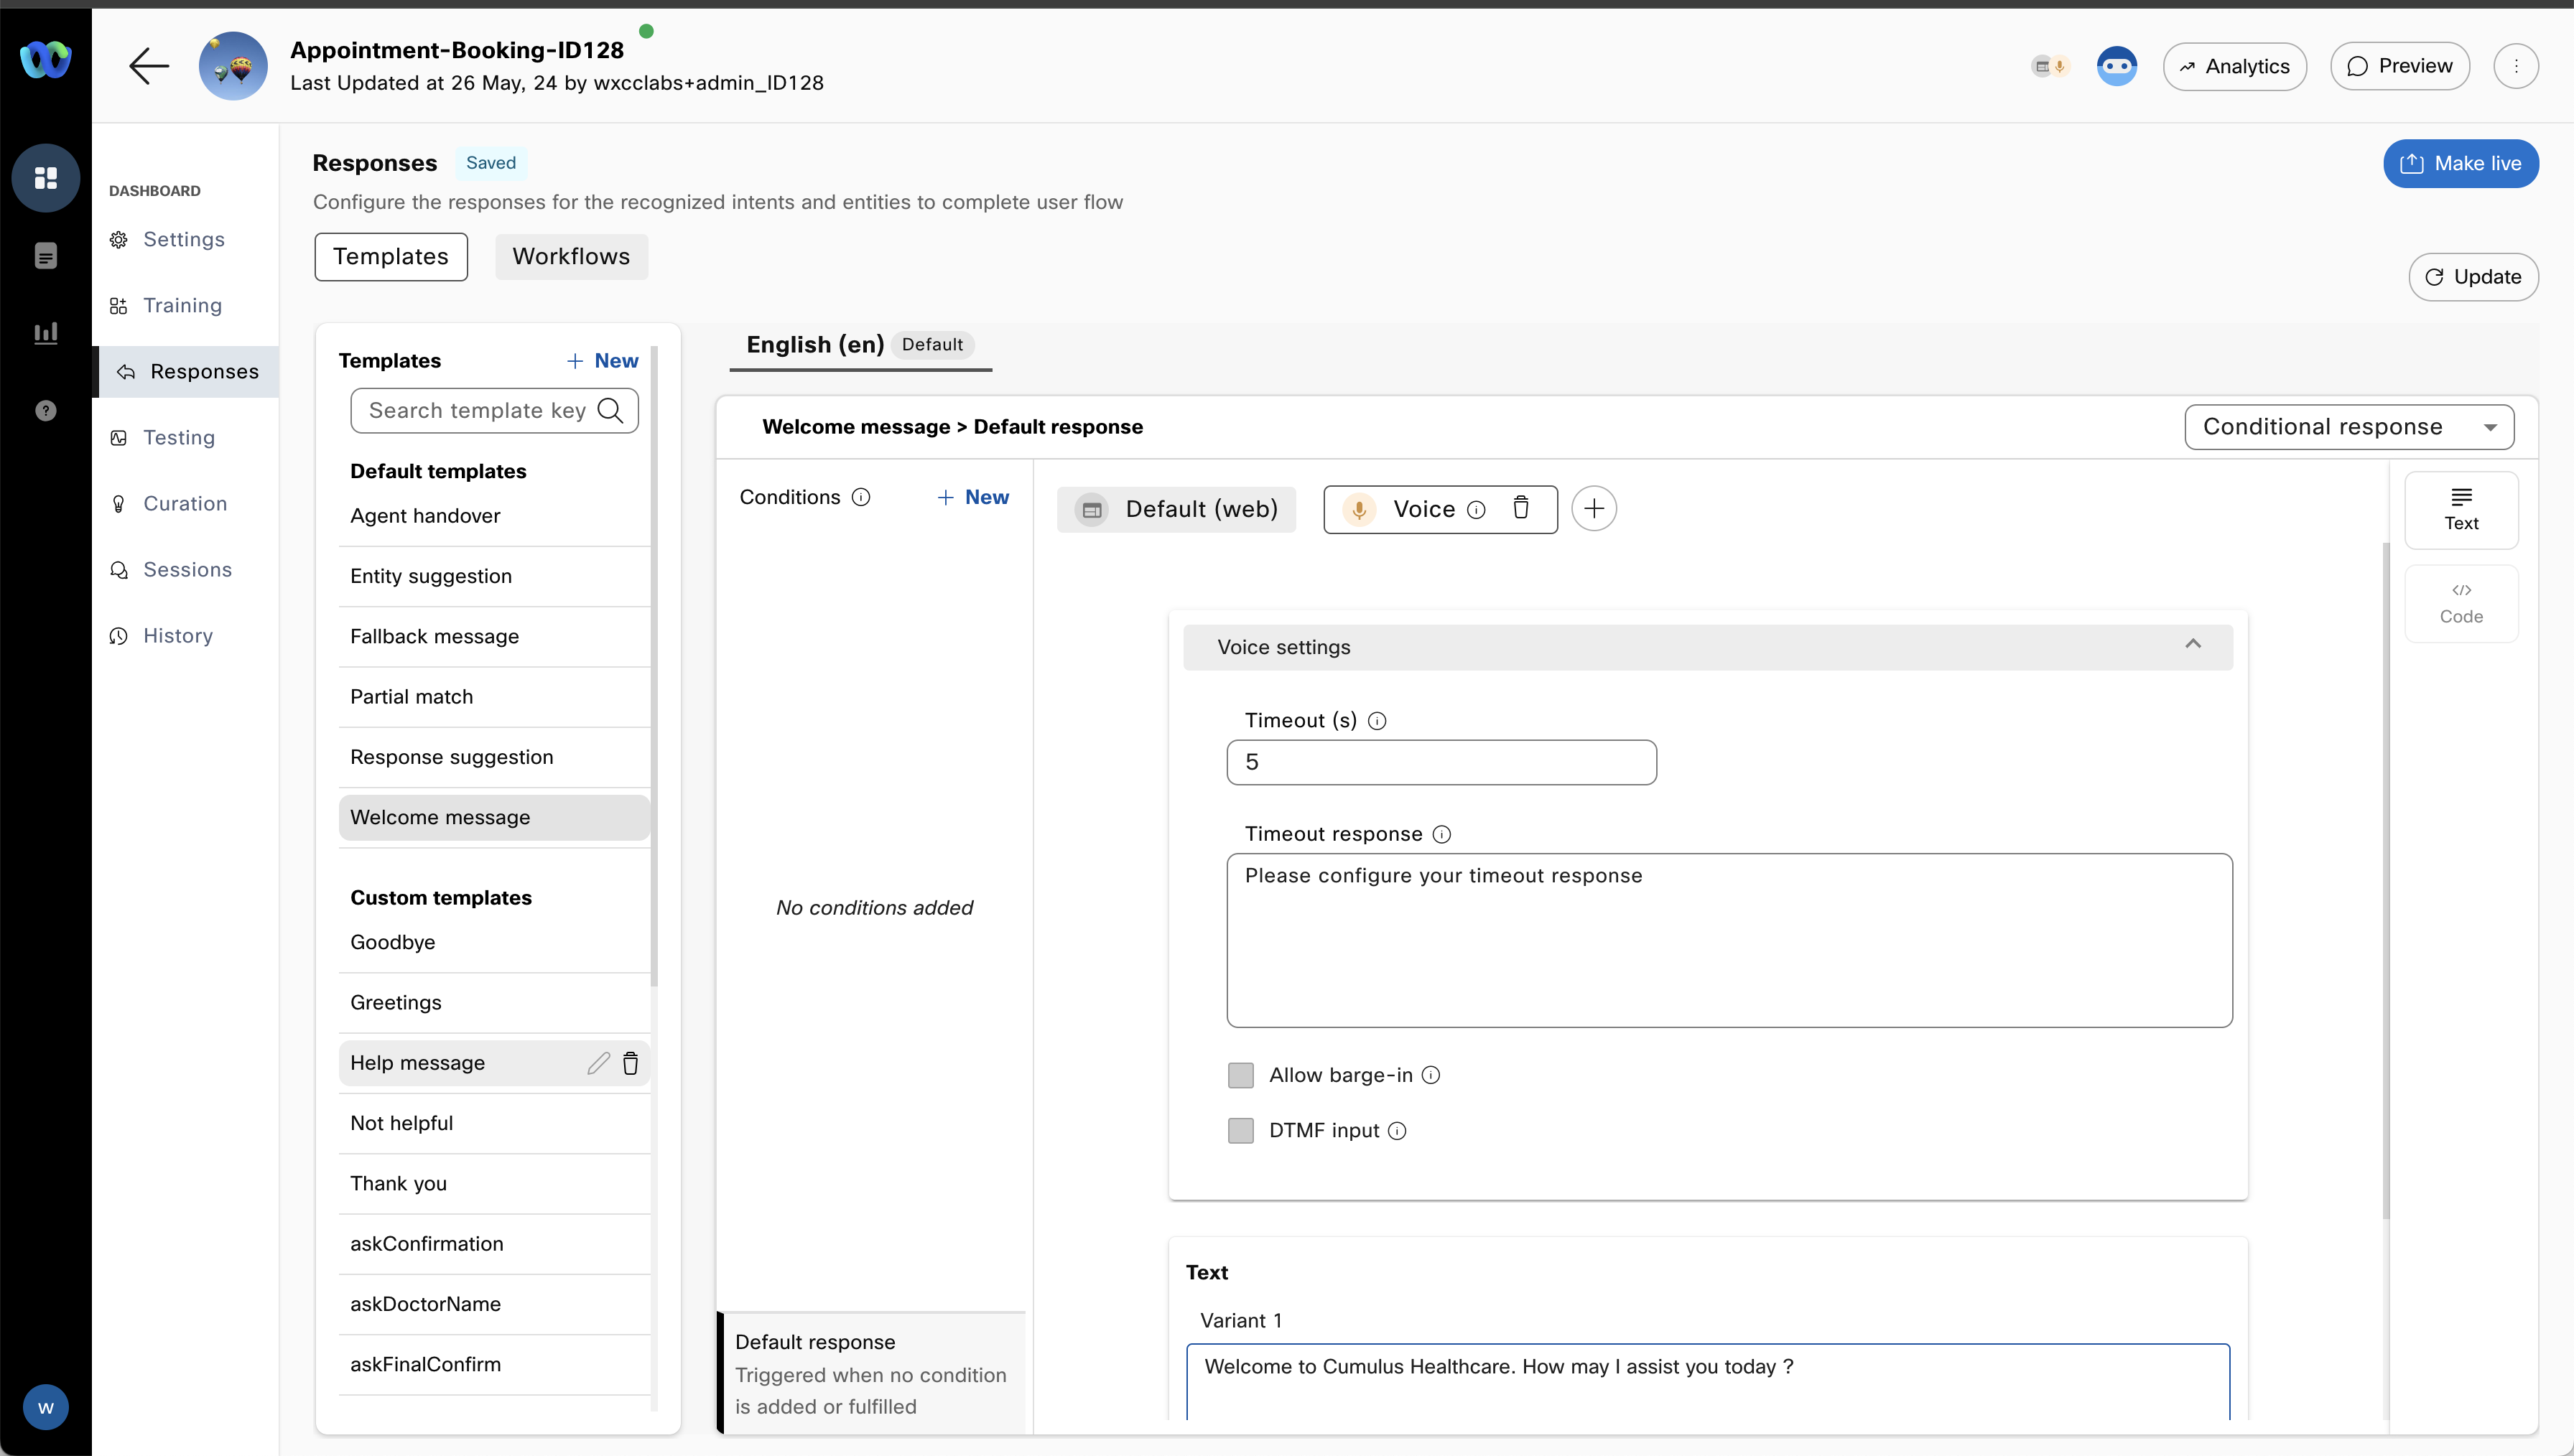 Appointment-Booking-ID128
Last Updated at 26 May, 24 by wxcclabs+admin_ID128
Analytics
Preview
DASHBOARD
Settings
Training
Responses
Testing
Curation
Sessions
History
w
Responses Saved
Configure the responses for the recognized intents and entities to complete user flow
Make live
Templates Workflows
Update
Templates + New
Search template key
Default templates
Agent handover
Entity suggestion
Fallback message
Partial match
Response suggestion
Welcome message
Custom templates
Goodbye
Greetings
Help message
Not helpful
Thank you
askConfirmation
askDoctorName
askFinalConfirm
English (en) Default
Welcome message > Default response
Conditional response
Conditions + New
No conditions added
Default response
Triggered when no condition
is added or fulfilled
Default (web) Voice
Voice settings
Timeout (s)
5
Timeout response
Please configure your timeout response
Allow barge-in
DTMF input
Text
Variant 1
Welcome to Cumulus Healthcare. How may I assist you today ?
Text
</>
Code